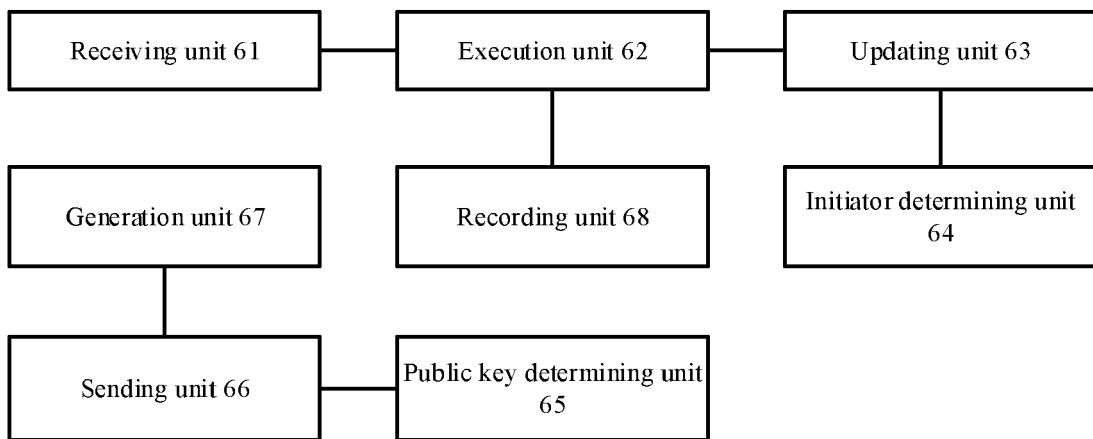 Receiving unit 61
Execution unit 62
Updating unit 63
Generation unit 67
Recording unit 68
Initiator determining unit
64
Sending unit 66
Public key determining unit
65